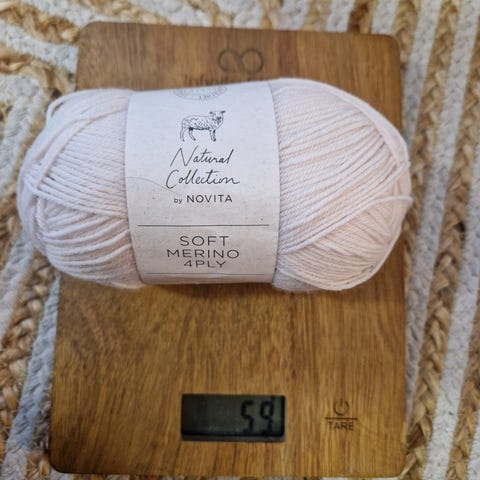 Natural
Collection
by NOVITA
SOFT
MERINO
4PLY
59
TARE